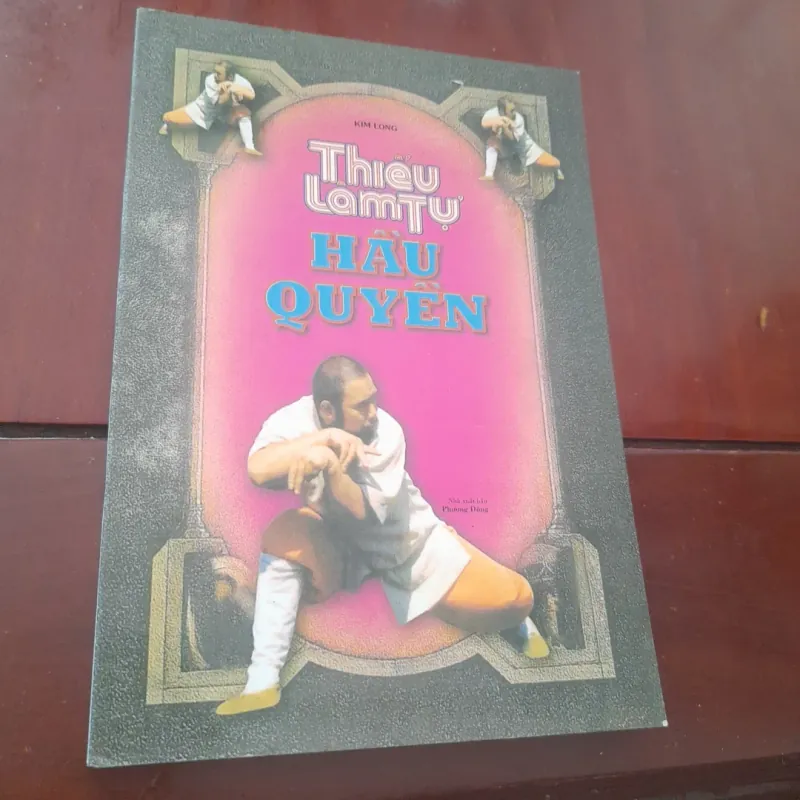 KIM LONG
Thiếu
Lâm Tự
HẦU
QUYỀN
Nhà xuất bản
Phương Đông